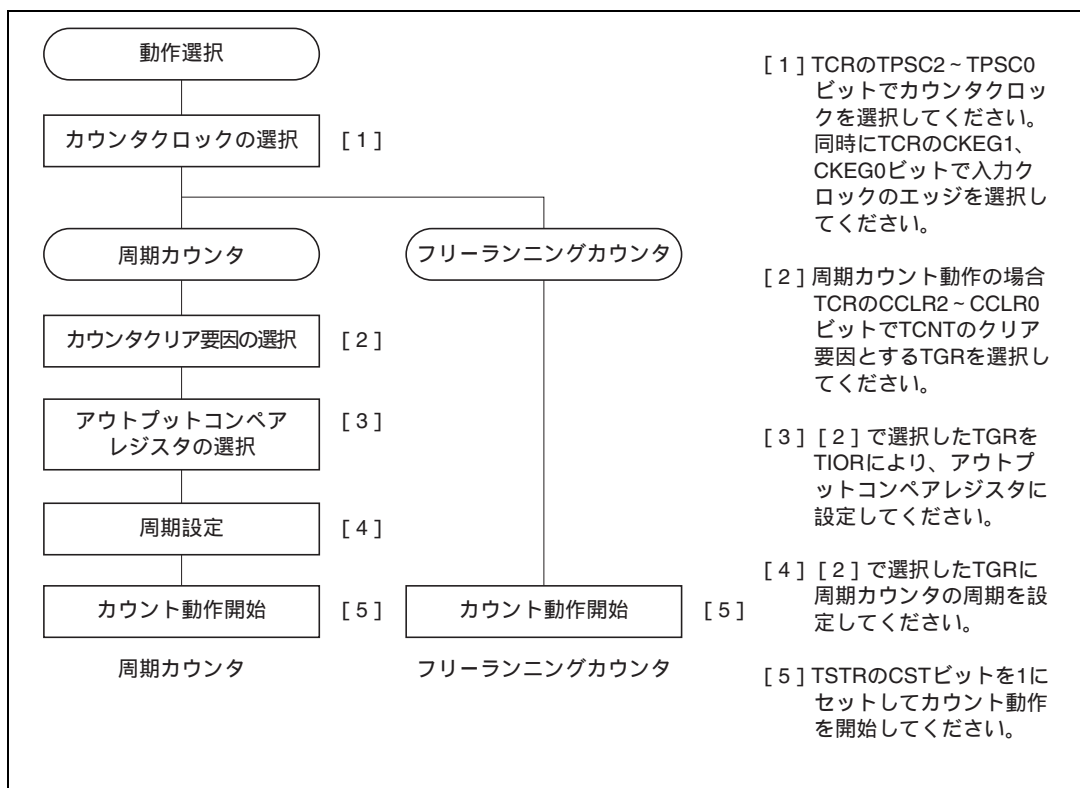 動作選択
カウンタクロックの選択 [1]
周期カウンタ フリーランニングカウンタ
カウンタクリア要因の選択 [2]
アウトプットコンペア
レジスタの選択 [3]
周期設定 [4]
カウント動作開始 [5] カウント動作開始 [5]
周期カウンタ フリーランニングカウンタ
[1] TCRのTPSC2~TPSC0
ビットでカウンタクロッ
クを選択してください。
同時にTCRのCKEG1、
CKEG0ビットで入力ク
ロックのエッジを選択し
てください。
[2] 周期カウント動作の場合
TCRのCCLR2~CCLR0
ビットでTCNTのクリア
要因とするTGRを選択し
てください。
[3] [2]で選択したTGRを
TIORにより、アウトプ
ットコンペアレジスタに
設定してください。
[4] [2]で選択したTGRに
周期カウンタの周期を設
定してください。
[5] TSTRのCSTビットを1に
セットしてカウント動作
を開始してください。